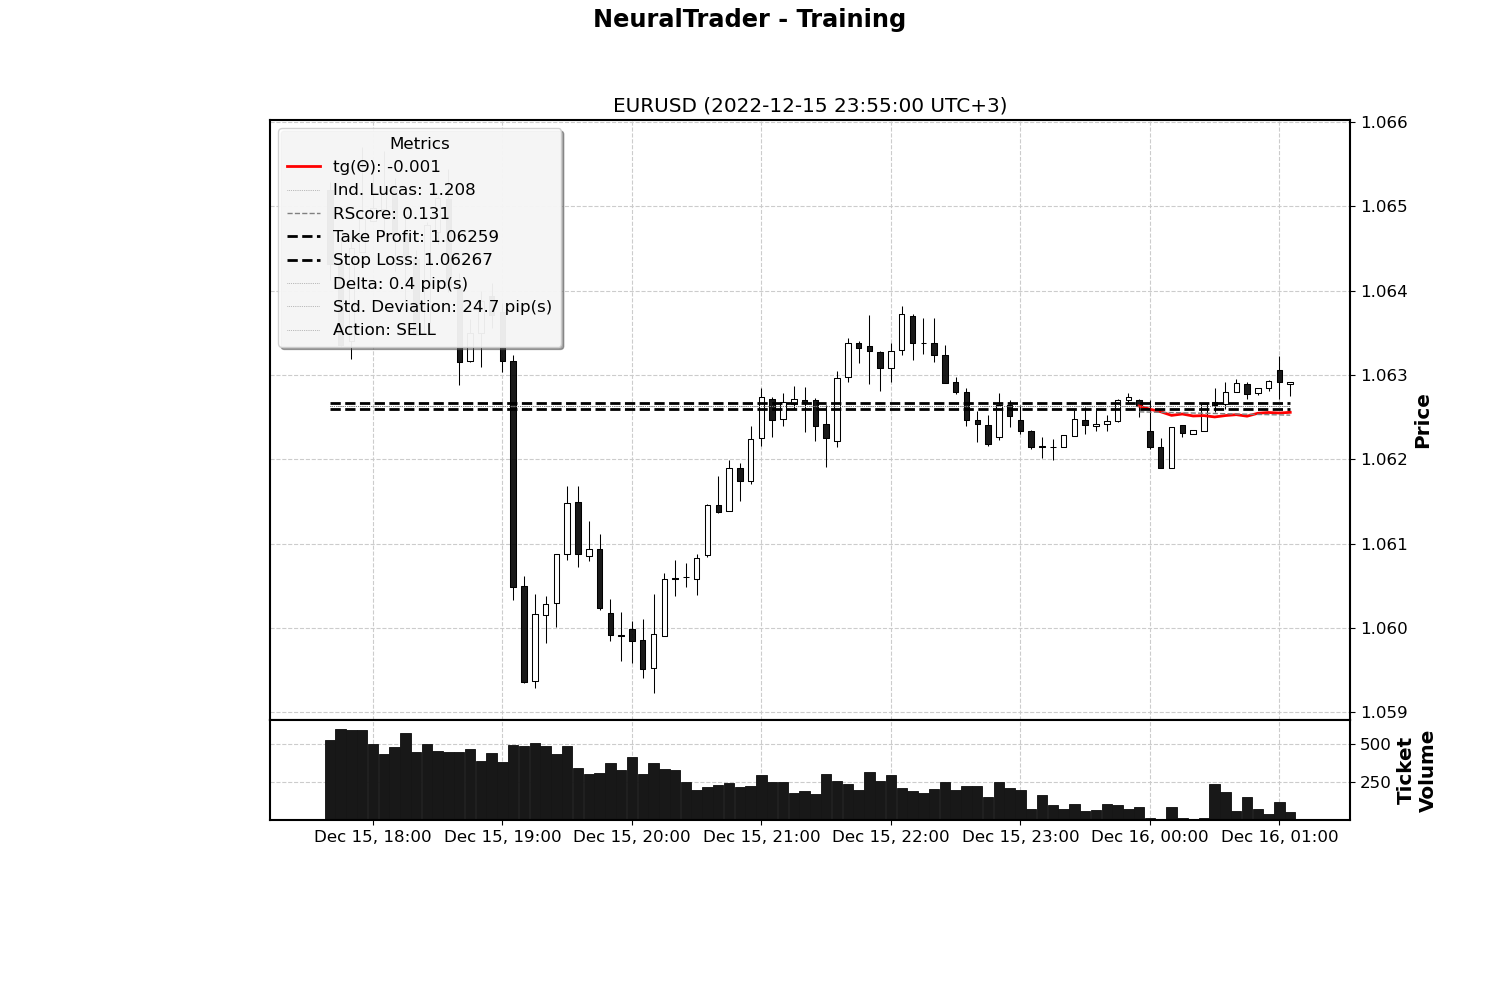 NeuralTrader - Training
EURUSD (2022-12-15 23:55:00 UTC+3)
Metrics
tg(Θ): -0.001
Ind. Lucas: 1.208
RScore: 0.131
Take Profit: 1.06259
Stop Loss: 1.06267
Delta: 0.4 pip(s)
Std. Deviation: 24.7 pip(s)
Action: SELL
1.066
1.065
1.064
1.063
1.062
1.061
1.060
1.059
Price
500
250
Ticket
Volume
Dec 15, 18:00
Dec 15, 19:00
Dec 15, 20:00
Dec 15, 21:00
Dec 15, 22:00
Dec 15, 23:00
Dec 16, 00:00
Dec 16, 01:00